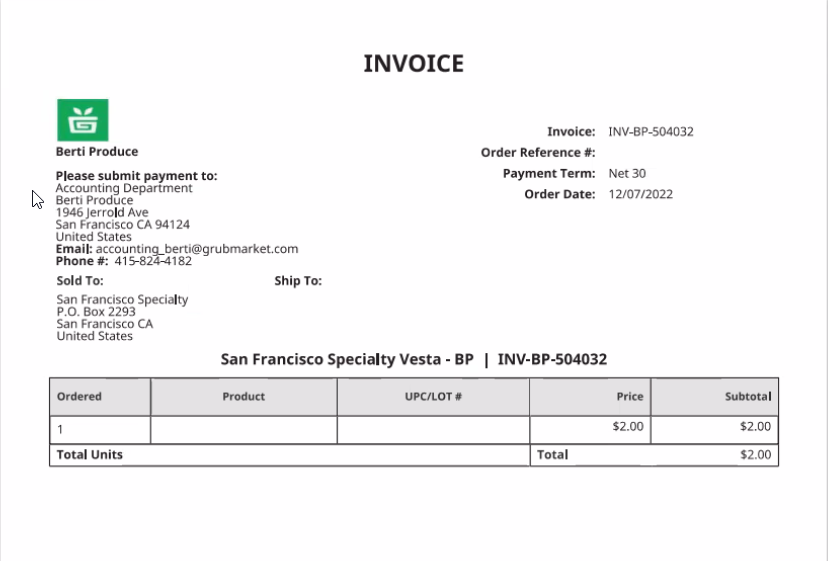 INVOICE
Berti Produce
Invoice: INV-BP-504032
Order Reference #:
Payment Term: Net 30
Order Date: 12/07/2022
Please submit payment to:
Accounting Department
Berti Produce
1946 Jerrold Ave
San Francisco CA 94124
United States
Email: accounting_berti@grubmarket.com
Phone #: 415-824-4182
Sold To:
San Francisco Specialty
P.O. Box 2293
San Francisco CA
United States
Ship To:
San Francisco Specialty Vesta - BP | INV-BP-504032
Ordered Product UPC/LOT # Price Subtotal
1 $2.00 $2.00
Total Units Total $2.00